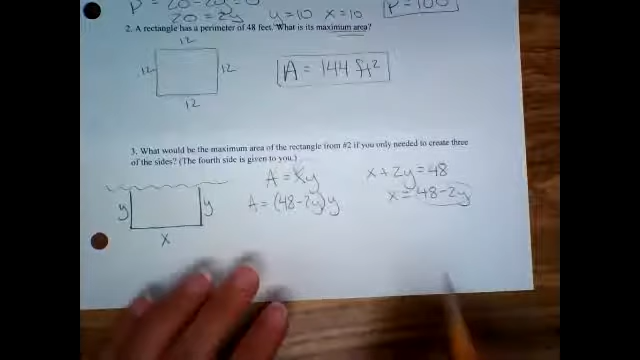 20 = 2y y = 10 x = 10 P = 100
2. A rectangle has a perimeter of 48 feet. What is its maximum area?
12
12 12
12
A = 144 ft²
3. What would be the maximum area of the rectangle from #2 if you only needed to create three
of the sides? (The fourth side is given to you.)
A = xy
x + 2y = 48
A = (48 - 2y)y
x = 48 - 2y
y y
x